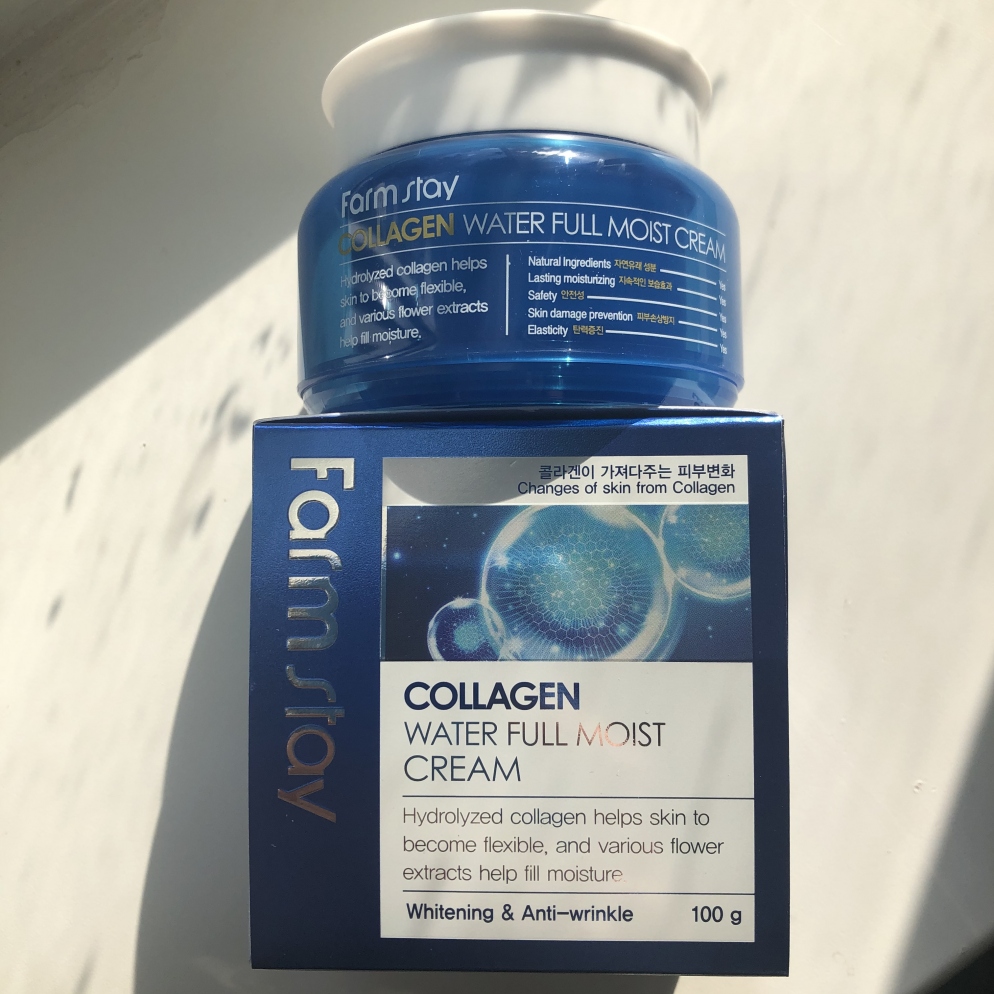 Farm stay
COLLAGEN WATER FULL MOIST CREAM
Hydrolyzed collagen helps
skin to become flexible,
and various flower extracts
help fill moisture.
Natural Ingredients 자연유래 성분 Yes
Lasting moisturizing 지속적인 보습효과 Yes
Safety 안전성 Yes
Skin damage prevention 피부손상방지 Yes
Elasticity 탄력증진 Yes
Farm stay
콜라겐이 가져다주는 피부변화
Changes of skin from Collagen
COLLAGEN
WATER FULL MOIST
CREAM
Hydrolyzed collagen helps skin to
become flexible, and various flower
extracts help fill moisture.
Whitening & Anti-wrinkle 100 g